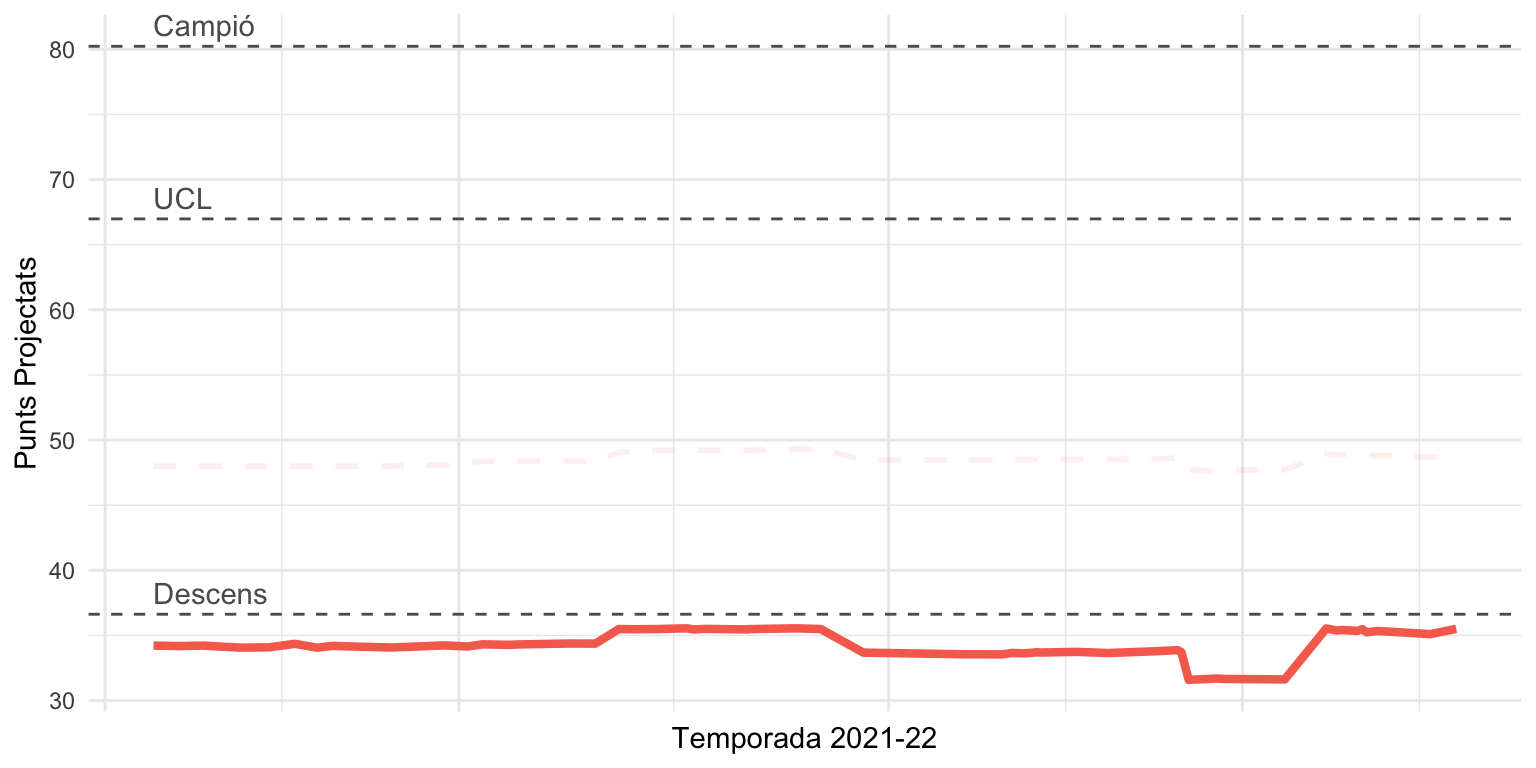 Campió
80
70
UCL
60
Punts Projectats
50
40
Descens
30
Temporada 2021-22